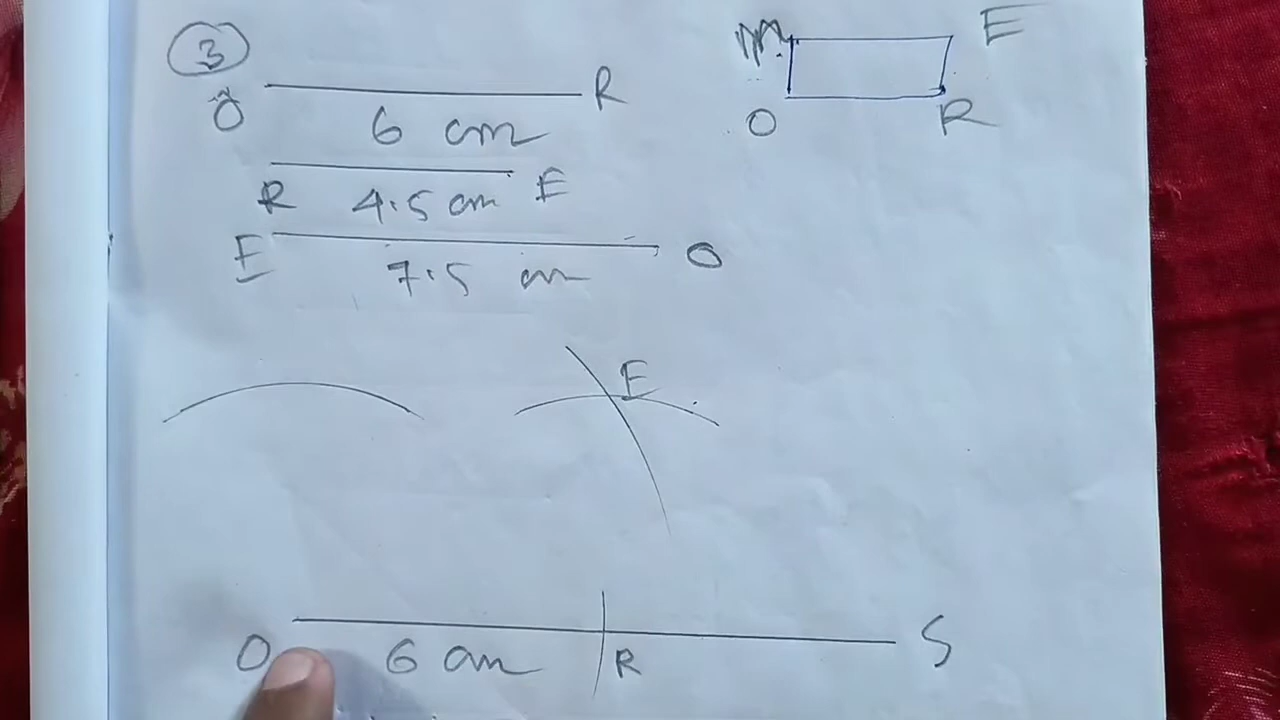 3
O R
6 cm
R 4.5 cm E
E 7.5 cm O
M E
O R
E
O 6 cm R S